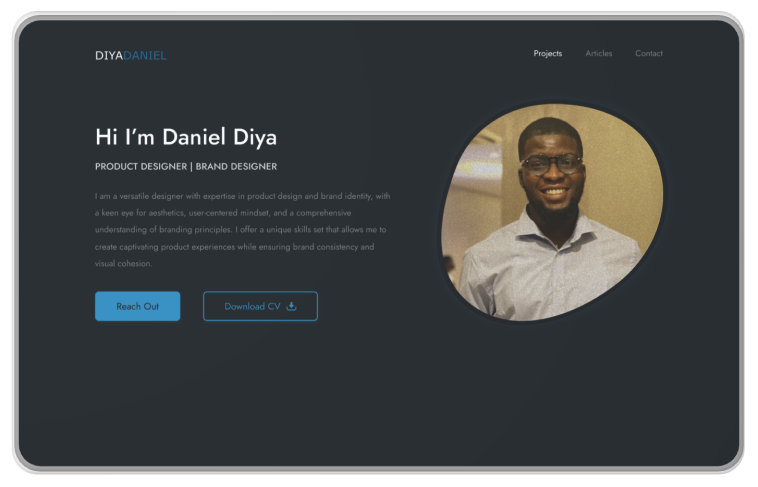 DIYADANIEL
Projects Articles Contact
Hi I’m Daniel Diya
PRODUCT DESIGNER | BRAND DESIGNER
I am a versatile designer with expertise in product design and brand identity, with
a keen eye for aesthetics, user-centered mindset, and a comprehensive
understanding of branding principles. I offer a unique skills set that allows me to
create captivating product experiences while ensuring brand consistency and
visual cohesion.
Reach Out
Download CV